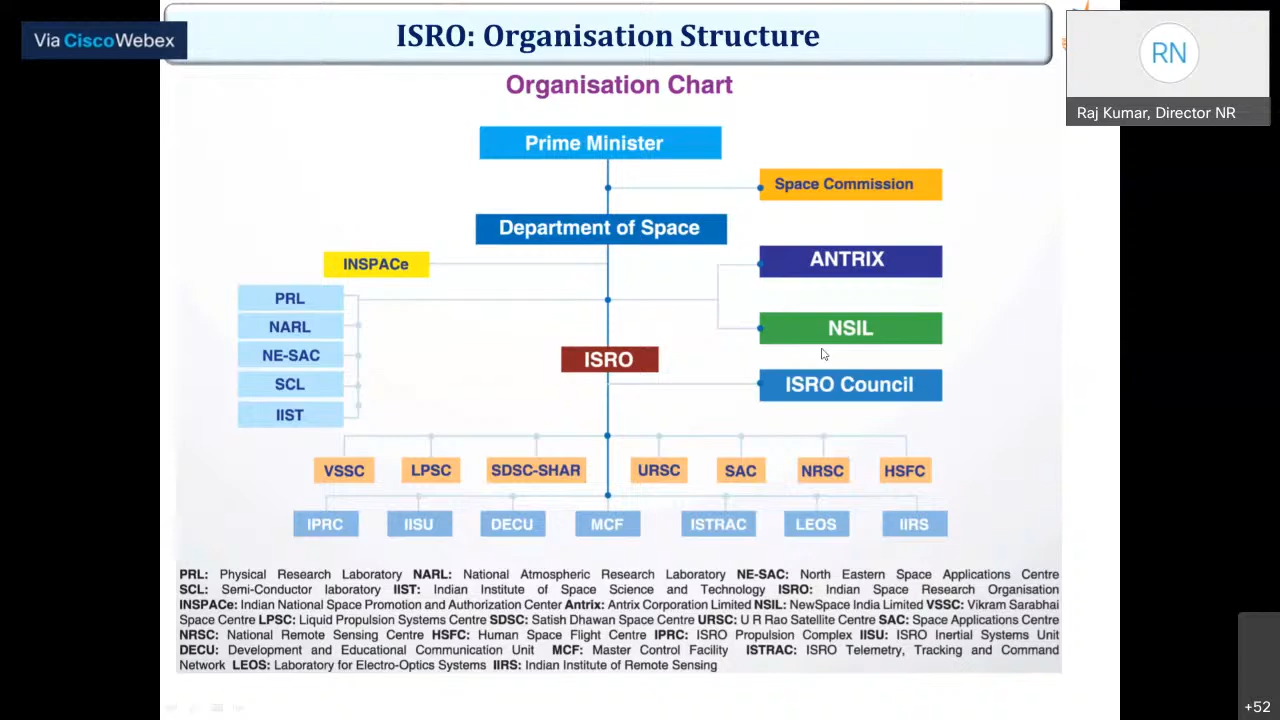 ISRO: Organisation Structure
Via CiscoWebex
RN
Raj Kumar, Director NR
Organisation Chart
Prime Minister
Space Commission
Department of Space
INSPACe
ANTRIX
PRL
NARL
NSIL
NE-SAC
ISRO
SCL
ISRO Council
IIST
VSSC LPSC SDSC-SHAR URSC SAC NRSC HSFC
IPRC IISU DECU MCF ISTRAC LEOS IIRS
PRL: Physical Research Laboratory NARL: National Atmospheric Research Laboratory NE-SAC: North Eastern Space Applications Centre
SCL: Semi-Conductor laboratory IIST: Indian Institute of Space Science and Technology ISRO: Indian Space Research Organisation
INSPACe: Indian National Space Promotion and Authorization Center Antrix: Antrix Corporation Limited NSIL: NewSpace India Limited VSSC: Vikram Sarabhai
Space Centre LPSC: Liquid Propulsion Systems Centre SDSC: Satish Dhawan Space Centre URSC: U R Rao Satellite Centre SAC: Space Applications Centre
NRSC: National Remote Sensing Centre HSFC: Human Space Flight Centre IPRC: ISRO Propulsion Complex IISU: ISRO Inertial Systems Unit
DECU: Development and Educational Communication Unit MCF: Master Control Facility ISTRAC: ISRO Telemetry, Tracking and Command
Network LEOS: Laboratory for Electro-Optics Systems IIRS: Indian Institute of Remote Sensing
+52